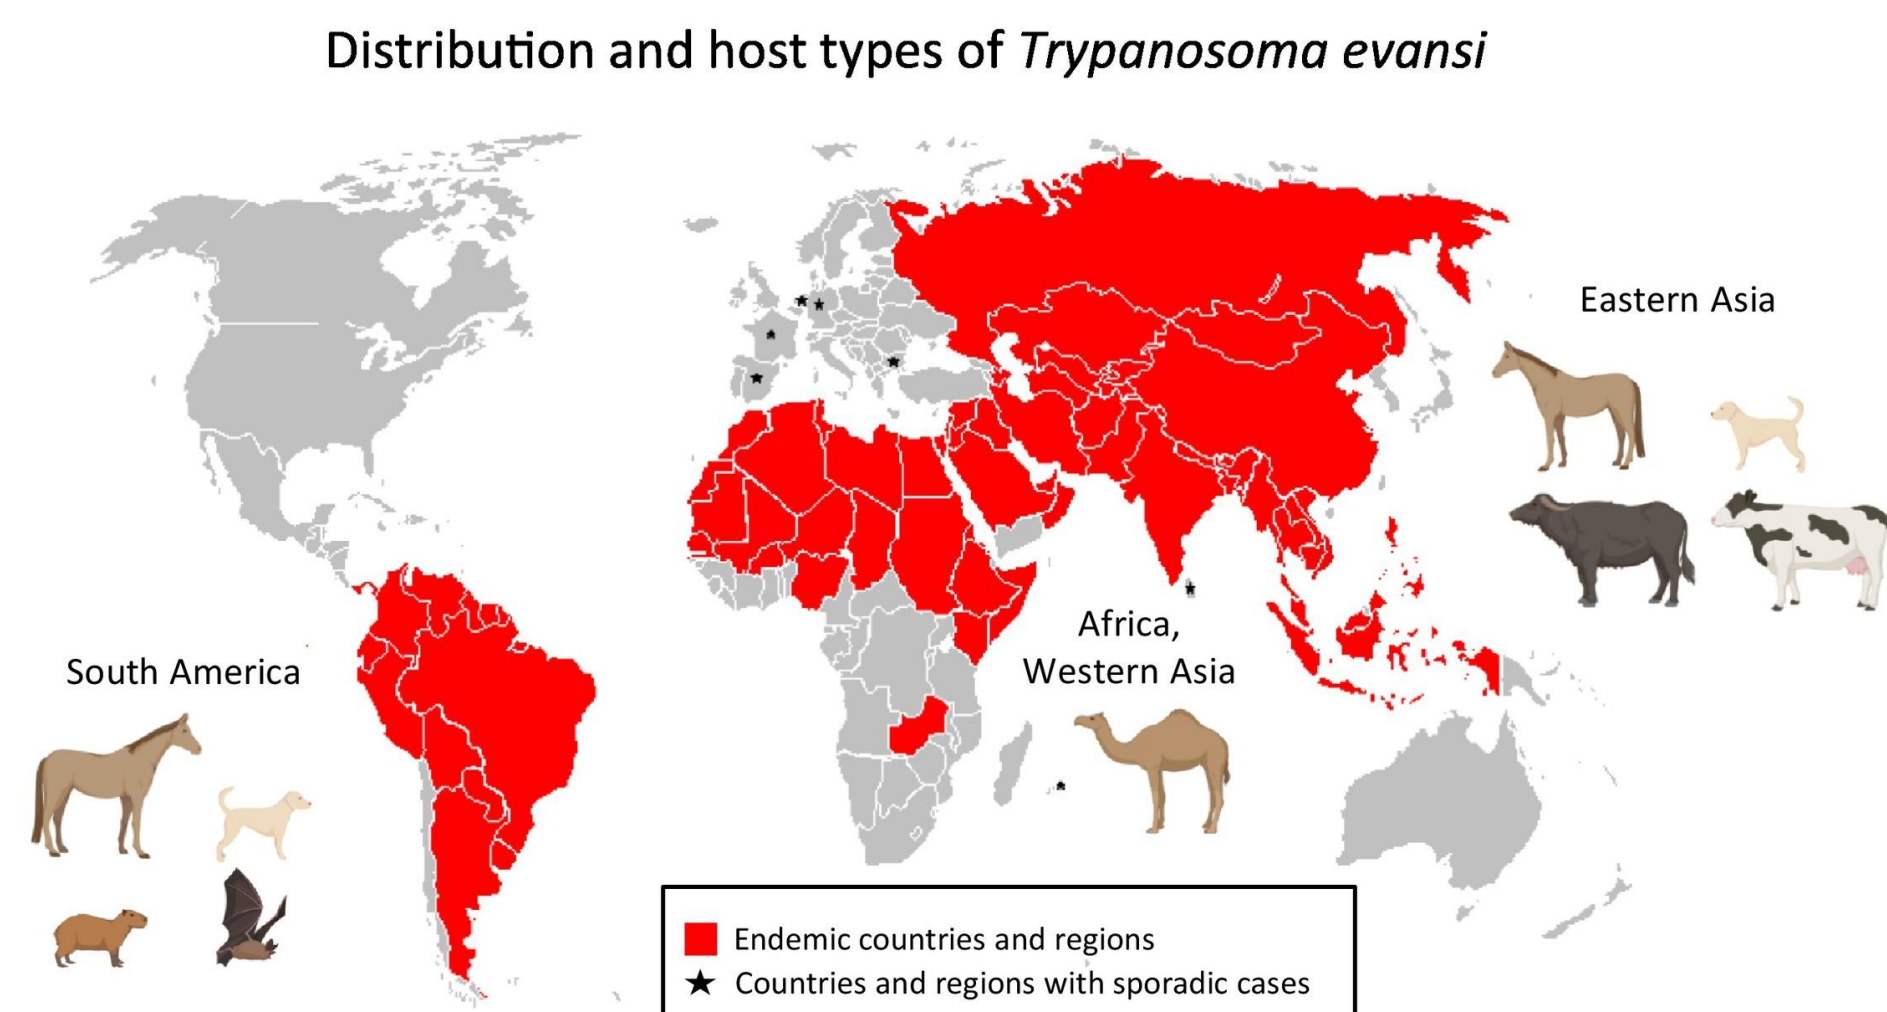 Distribution and host types of Trypanosoma evansi
Eastern Asia
Africa,
Western Asia
South America
Endemic countries and regions
Countries and regions with sporadic cases